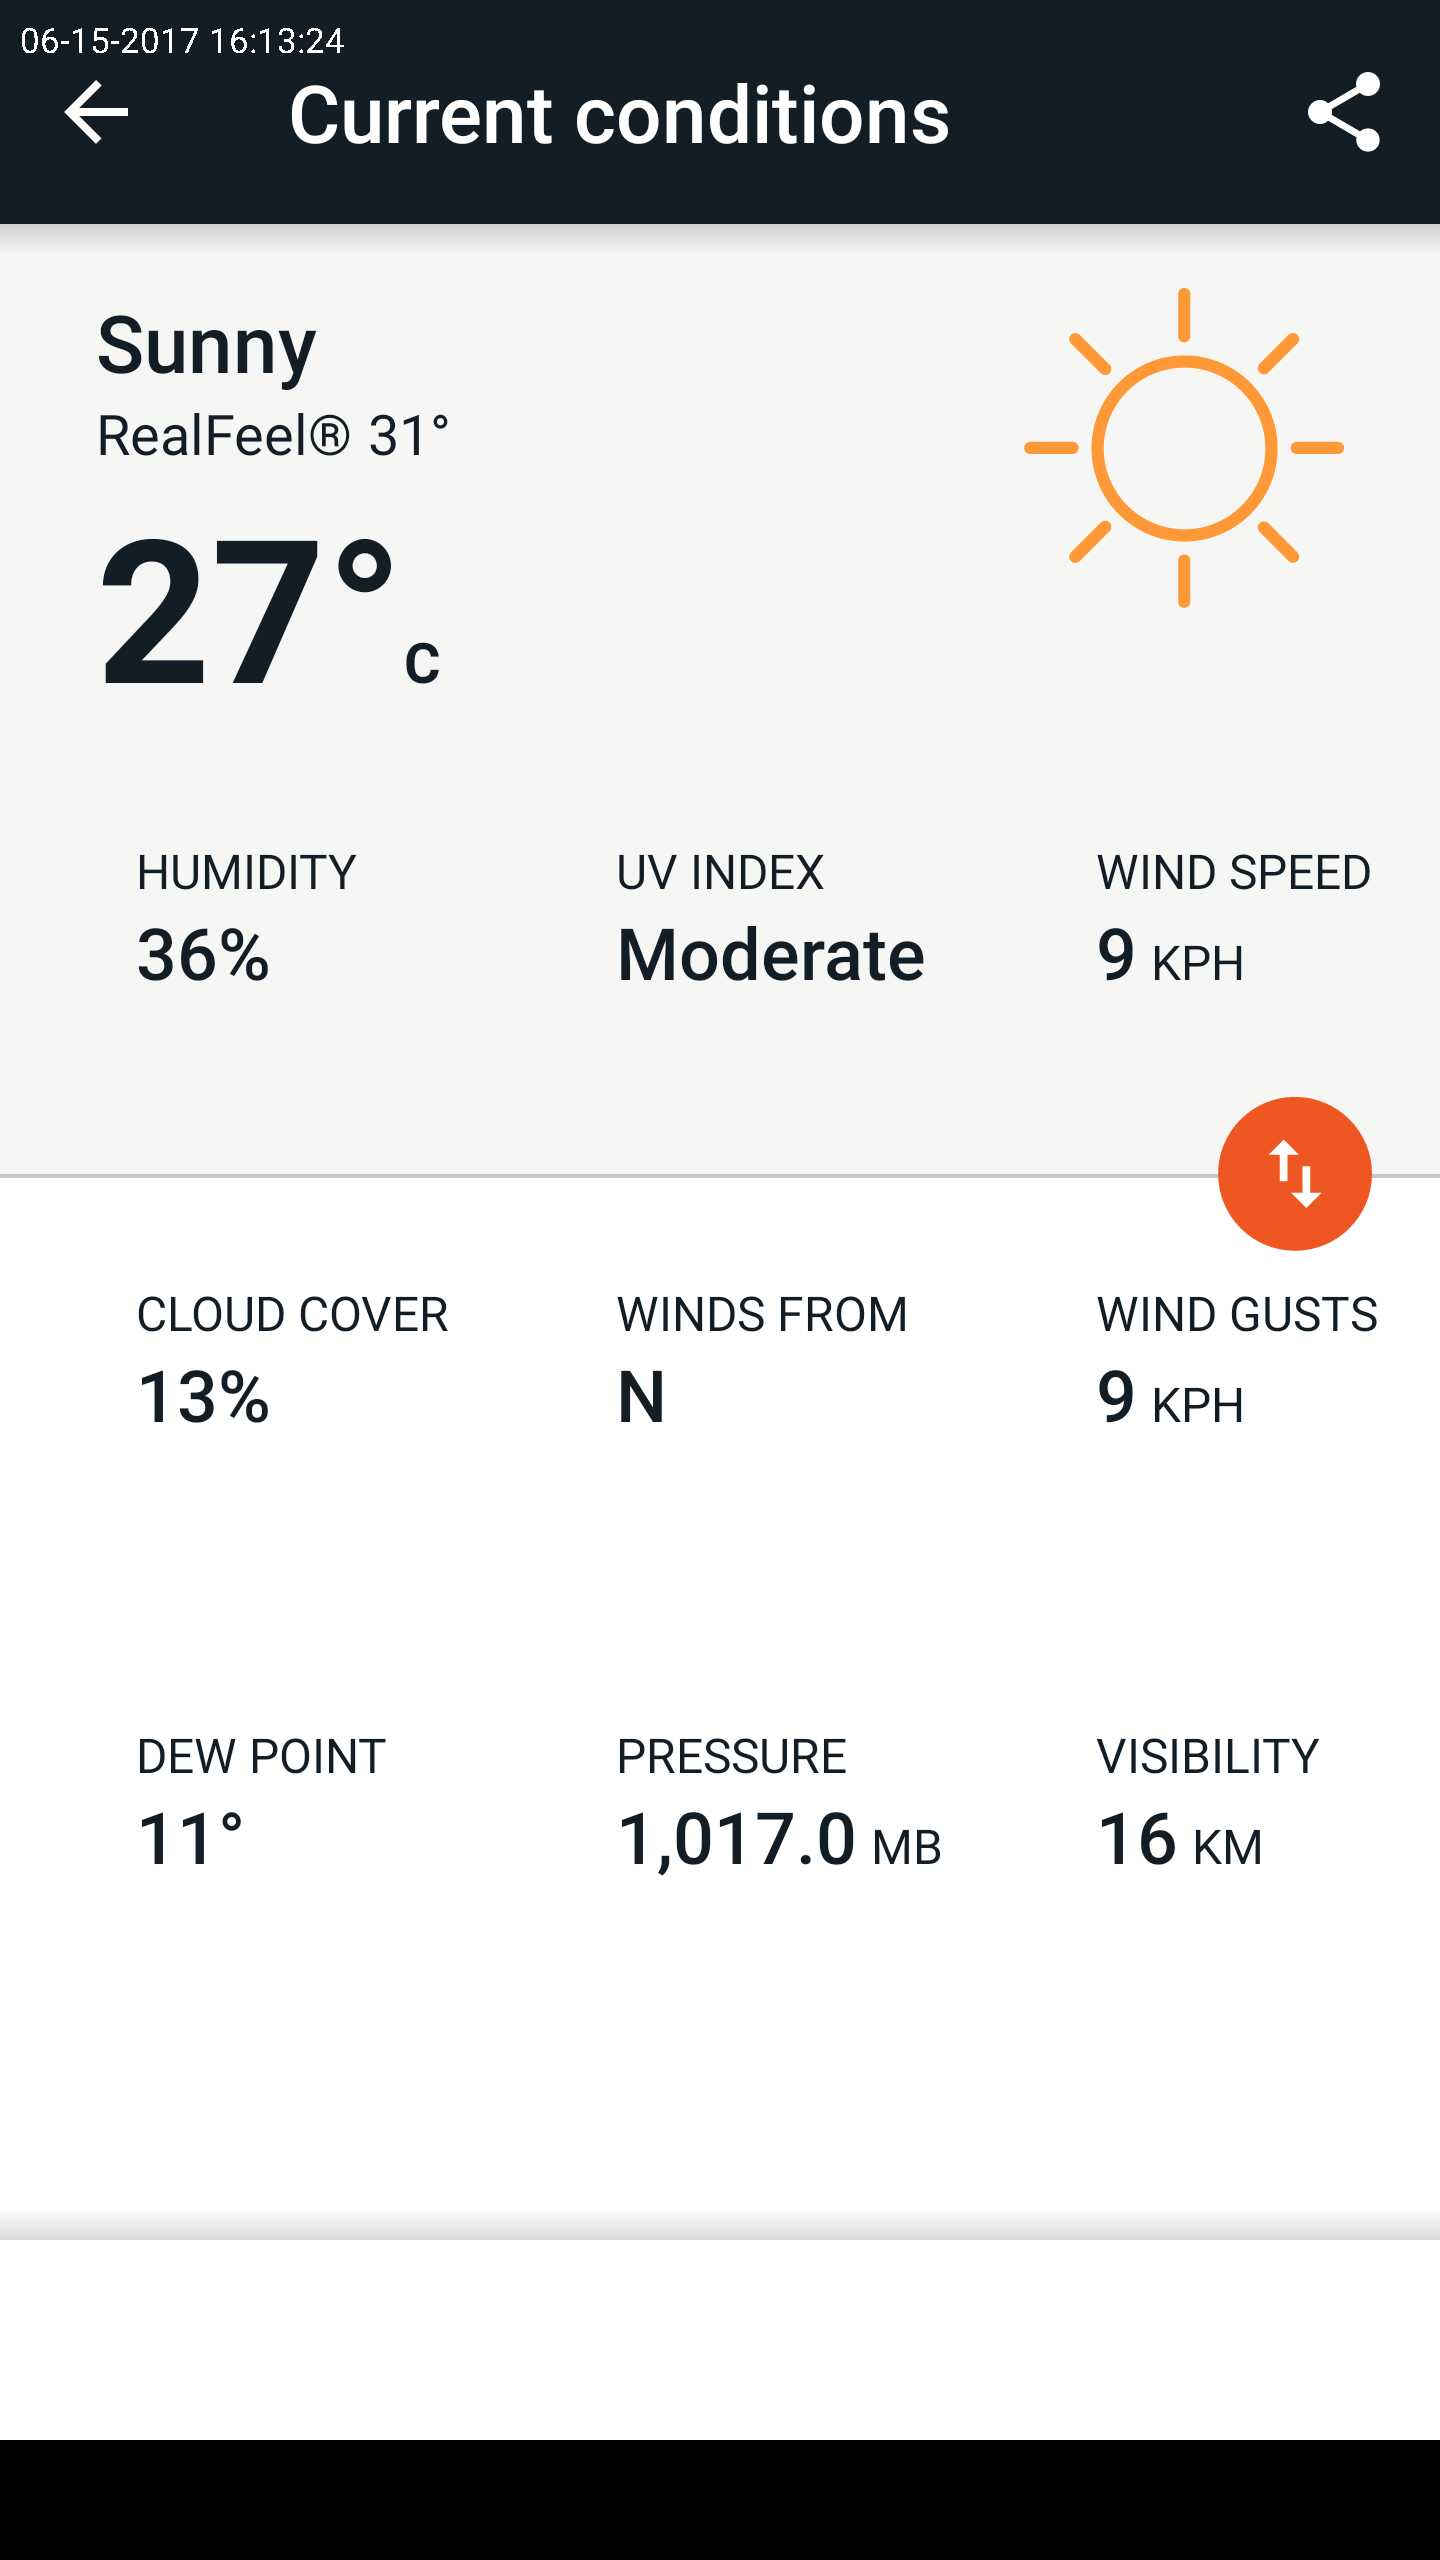 06-15-2017 16:13:24
Current conditions
Sunny
RealFeel® 31°
27° C
HUMIDITY UV INDEX WIND SPEED
36% Moderate 9 KPH
CLOUD COVER WINDS FROM WIND GUSTS
13% N 9 KPH
DEW POINT PRESSURE VISIBILITY
11° 1,017.0 MB 16 KM